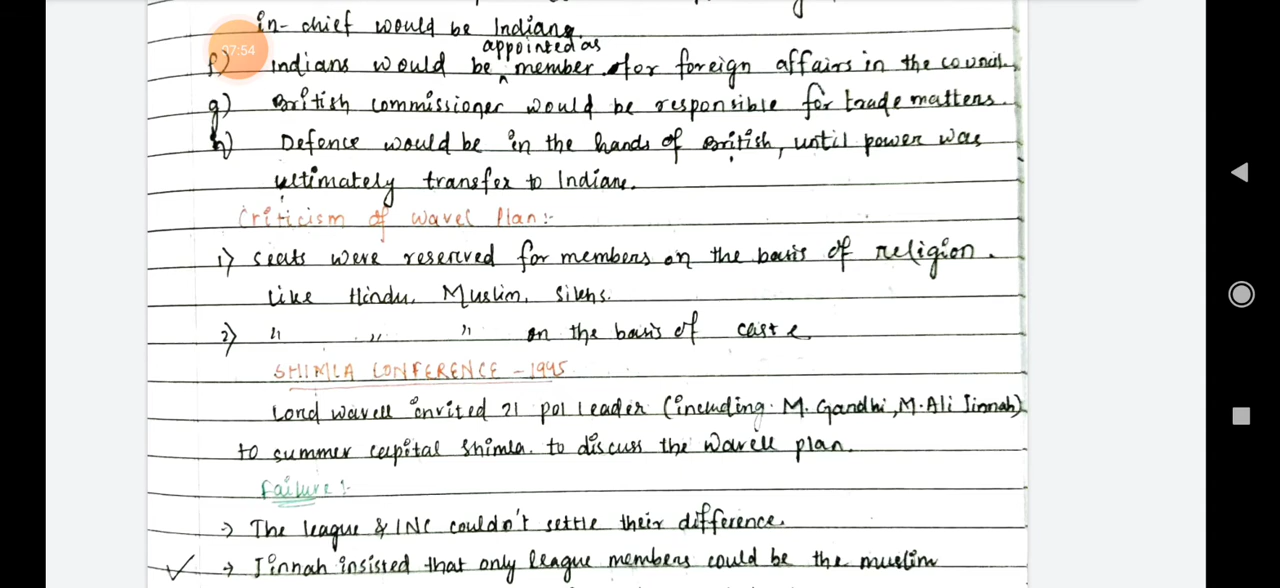 in-chief would be Indians.
07:54
appointed as
f) Indians would be ^ member for foreign affairs in the council.
g) British commissioner would be responsible for trade matters.
h) Defence would be in the hands of British, until power was
ultimately transfer to Indians.
Criticism of Wavel Plan:-
1) Seats were reserved for members on the basis of religion.
like Hindu, Muslim, Sikhs.
2) " " " on the basis of caste
SHIMLA CONFERENCE - 1945
Lord Wavell invited 21 pol leader (including M. Gandhi, M. Ali Jinnah)
to summer capital Shimla. to discuss the Wavell plan.
Failure:-
→ The league & INC couldn't settle their difference.
✓ → Jinnah insisted that only league members could be the muslim